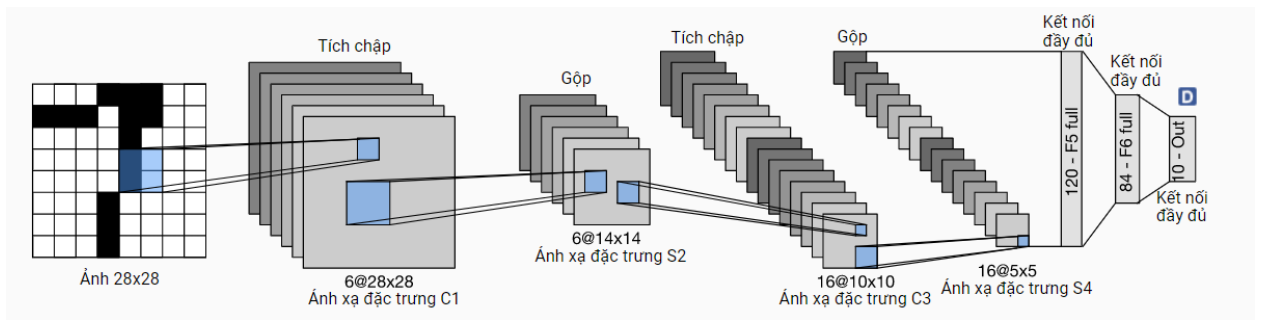 Ảnh 28x28
Tích chập
6@28x28
Ánh xạ đặc trưng C1
Gộp
6@14x14
Ánh xạ đặc trưng S2
Tích chập
16@10x10
Ánh xạ đặc trưng C3
Gộp
16@5x5
Ánh xạ đặc trưng S4
Kết nối
đầy đủ
120 - F5 full
Kết nối
đầy đủ
84 - F6 full
D
10 - Out
Kết nối
đầy đủ